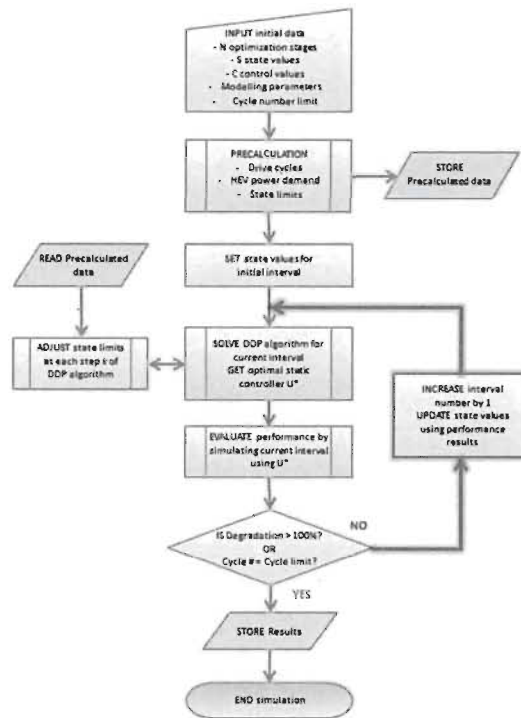 INPUT initial data
- N optimization stages
- S state values
- C control values
- Modelling parameters
- Cycle number limit
PRECALCULATION
- Drive cycles
- HEV power demand
- State limits
STORE
Precalculated data
READ Precalculated
data
SET state values for
initial interval
ADJUST state limits
at each step k of
DDP algorithm
SOLVE DDP algorithm for
current interval
GET optimal static
controller U*
INCREASE interval
number by 1
UPDATE state values
using performance
results
EVALUATE performance by
simulating current interval
using U*
NO
IS Degradation > 100%?
OR
Cycle # = Cycle limit?
YES
STORE Results
END simulation